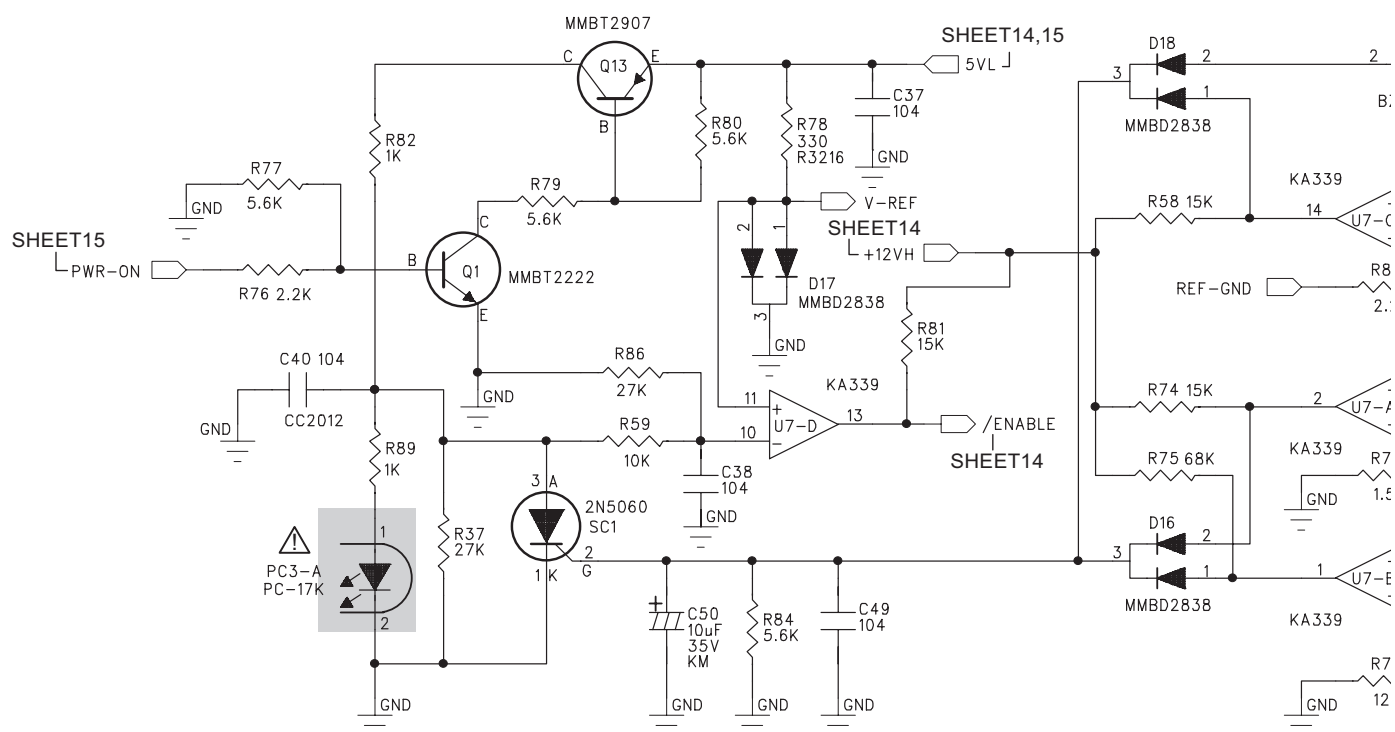 MMBT2907
SHEET14,15
C
E
Q13
5VL
B
D18
2
2
3
1
MMBD2838
R82
1K
R80
5.6K
R78
330
R3216
C37
104
GND
R77
5.6K
GND
R79
5.6K
V-REF
KA339
R58 15K
14
SHEET15
PWR-ON
R76 2.2K
C
B
Q1
MMBT2222
E
2
1
SHEET14
+12VH
D17
MMBD2838
3
GND
REF-GND
R81
15K
C40 104
CC2012
GND
GND
R86
27K
KA339
11
+
U7-D
13
10
-
/ENABLE
SHEET14
R74 15K
2
U7-A
KA339
R75 68K
GND
R89
1K
R59
10K
C38
104
GND
3
A
2N5060
SC1
2
G
1
K
R37
27K
PC3-A
PC-17K
1
2
GND
D16
3
2
1
MMBD2838
1
KA339
+
C50
10uF
35V
KM
R84
5.6K
C49
104
GND
GND
GND
GND
12